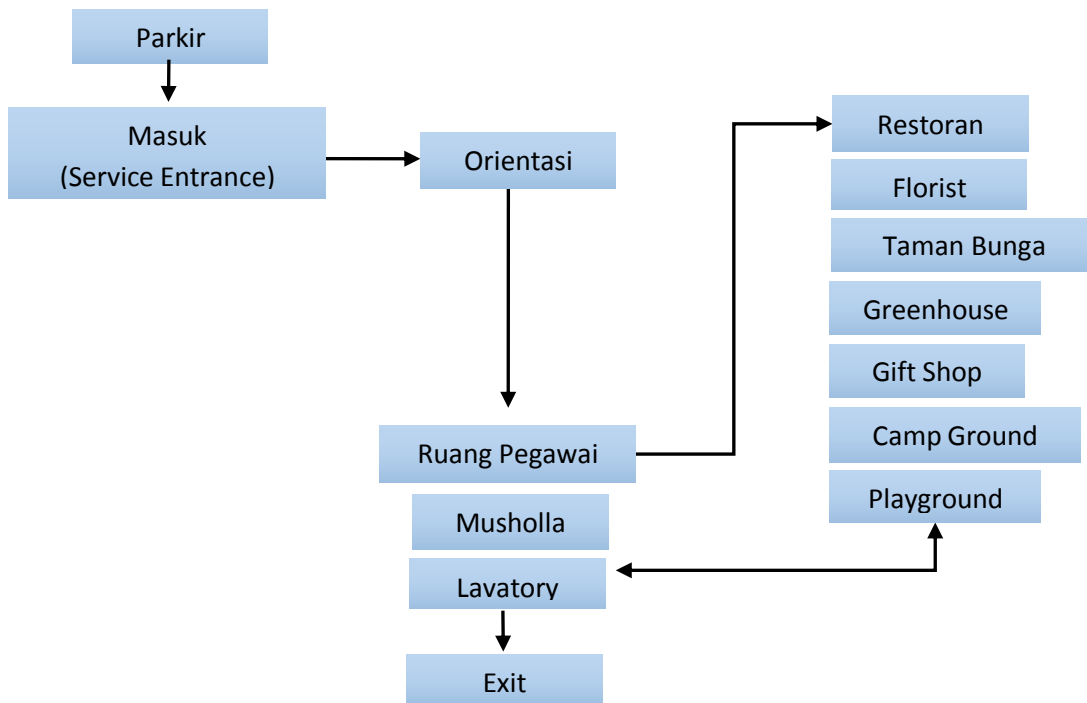 Parkir
Masuk
(Service Entrance)
Orientasi
Restoran
Florist
Taman Bunga
Greenhouse
Gift Shop
Camp Ground
Playground
Ruang Pegawai
Musholla
Lavatory
Exit